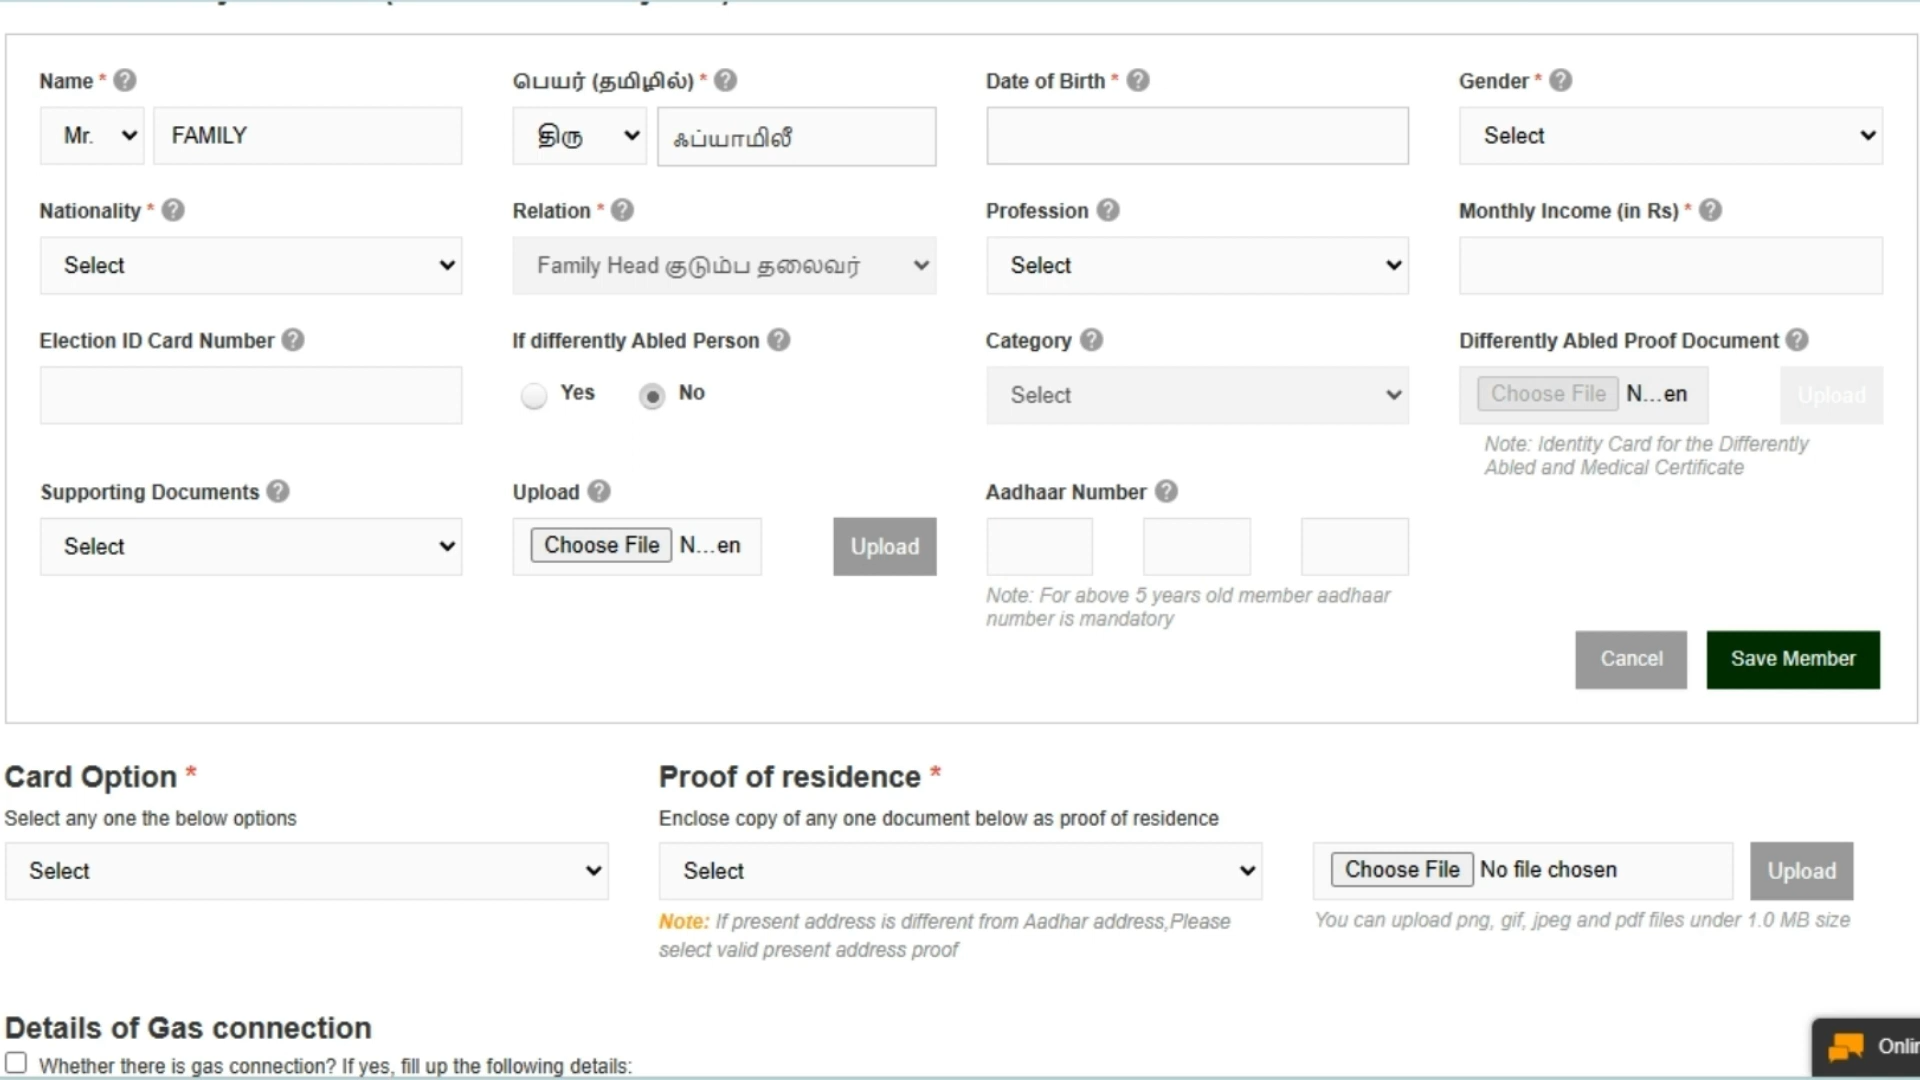 Name * ? பெயர் (தமிழில்) * ? Date of Birth * ? Gender * ?
Mr. FAMILY திரு ஃப்யாமிலீ Select
Nationality * ? Relation * ? Profession ? Monthly Income (in Rs) * ?
Select Family Head குடும்ப தலைவர் Select
Election ID Card Number ? If differently Abled Person ? Category ? Differently Abled Proof Document ?
Yes No Select Choose File N...en Upload
Note: Identity Card for the Differently
Abled and Medical Certificate
Supporting Documents ? Upload ? Aadhaar Number ?
Select Choose File N...en Upload
Note: For above 5 years old member aadhaar
number is mandatory
Cancel Save Member
Card Option * Proof of residence *
Select any one the below options Enclose copy of any one document below as proof of residence
Select Select Choose File No file chosen Upload
Note: If present address is different from Aadhar address,Please
select valid present address proof
You can upload png, gif, jpeg and pdf files under 1.0 MB size
Details of Gas connection
Whether there is gas connection? If yes, fill up the following details: